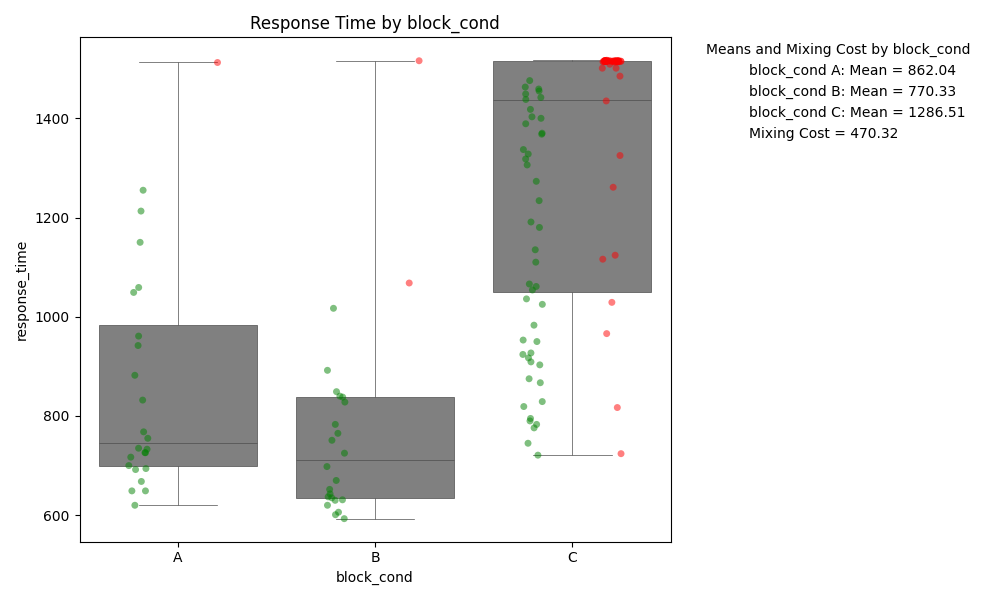 Response Time by block_cond
Means and Mixing Cost by block_cond
block_cond A: Mean = 862.04
block_cond B: Mean = 770.33
block_cond C: Mean = 1286.51
Mixing Cost = 470.32
response_time
1400
1200
1000
800
600
A
B
C
block_cond